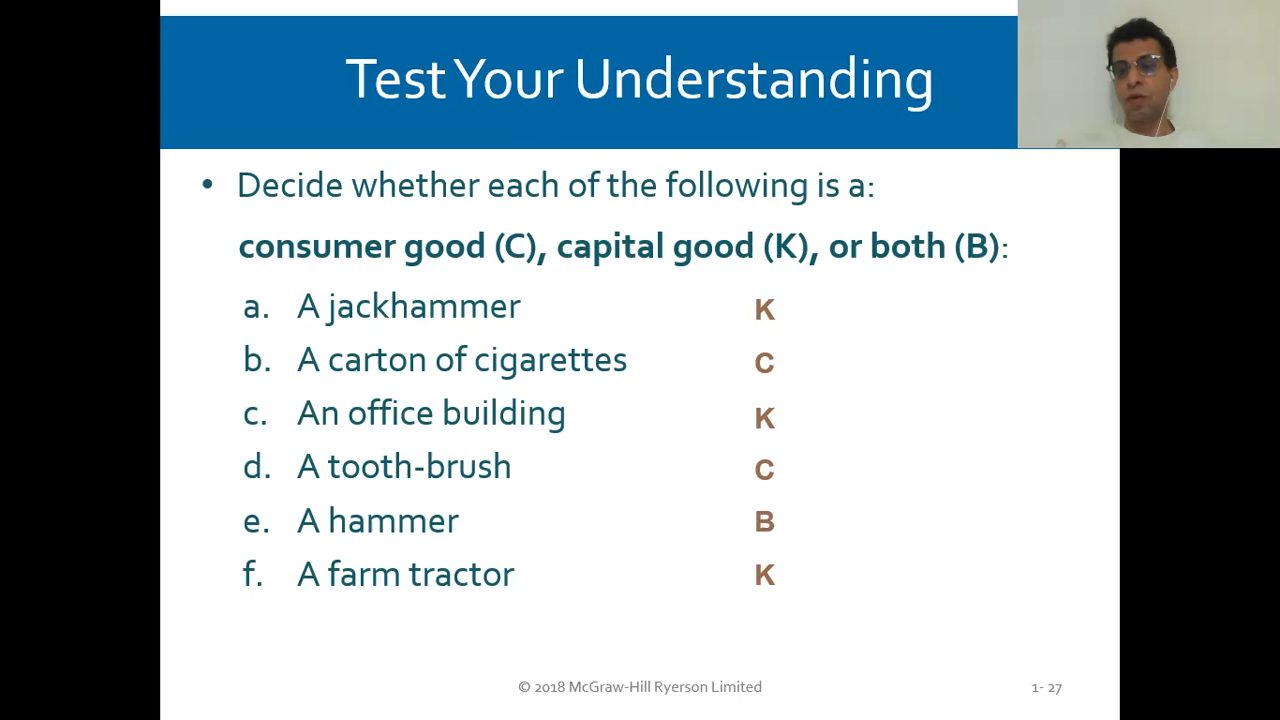 Test Your Understanding
• Decide whether each of the following is a:
consumer good (C), capital good (K), or both (B):
a. A jackhammer K
b. A carton of cigarettes C
c. An office building K
d. A tooth-brush C
e. A hammer B
f. A farm tractor K
© 2018 McGraw-Hill Ryerson Limited 1- 27